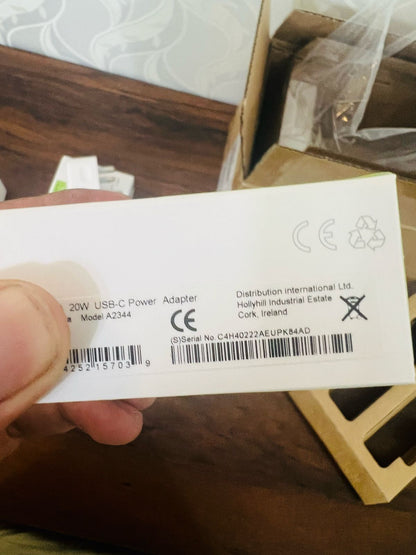 20W USB-C Power Adapter
Model A2344
CE
Distribution international Ltd.
Hollyhill Industrial Estate
Cork, Ireland
CE
(S)Serial No. C4H40222AEUPKB4AD
4252 15703 9